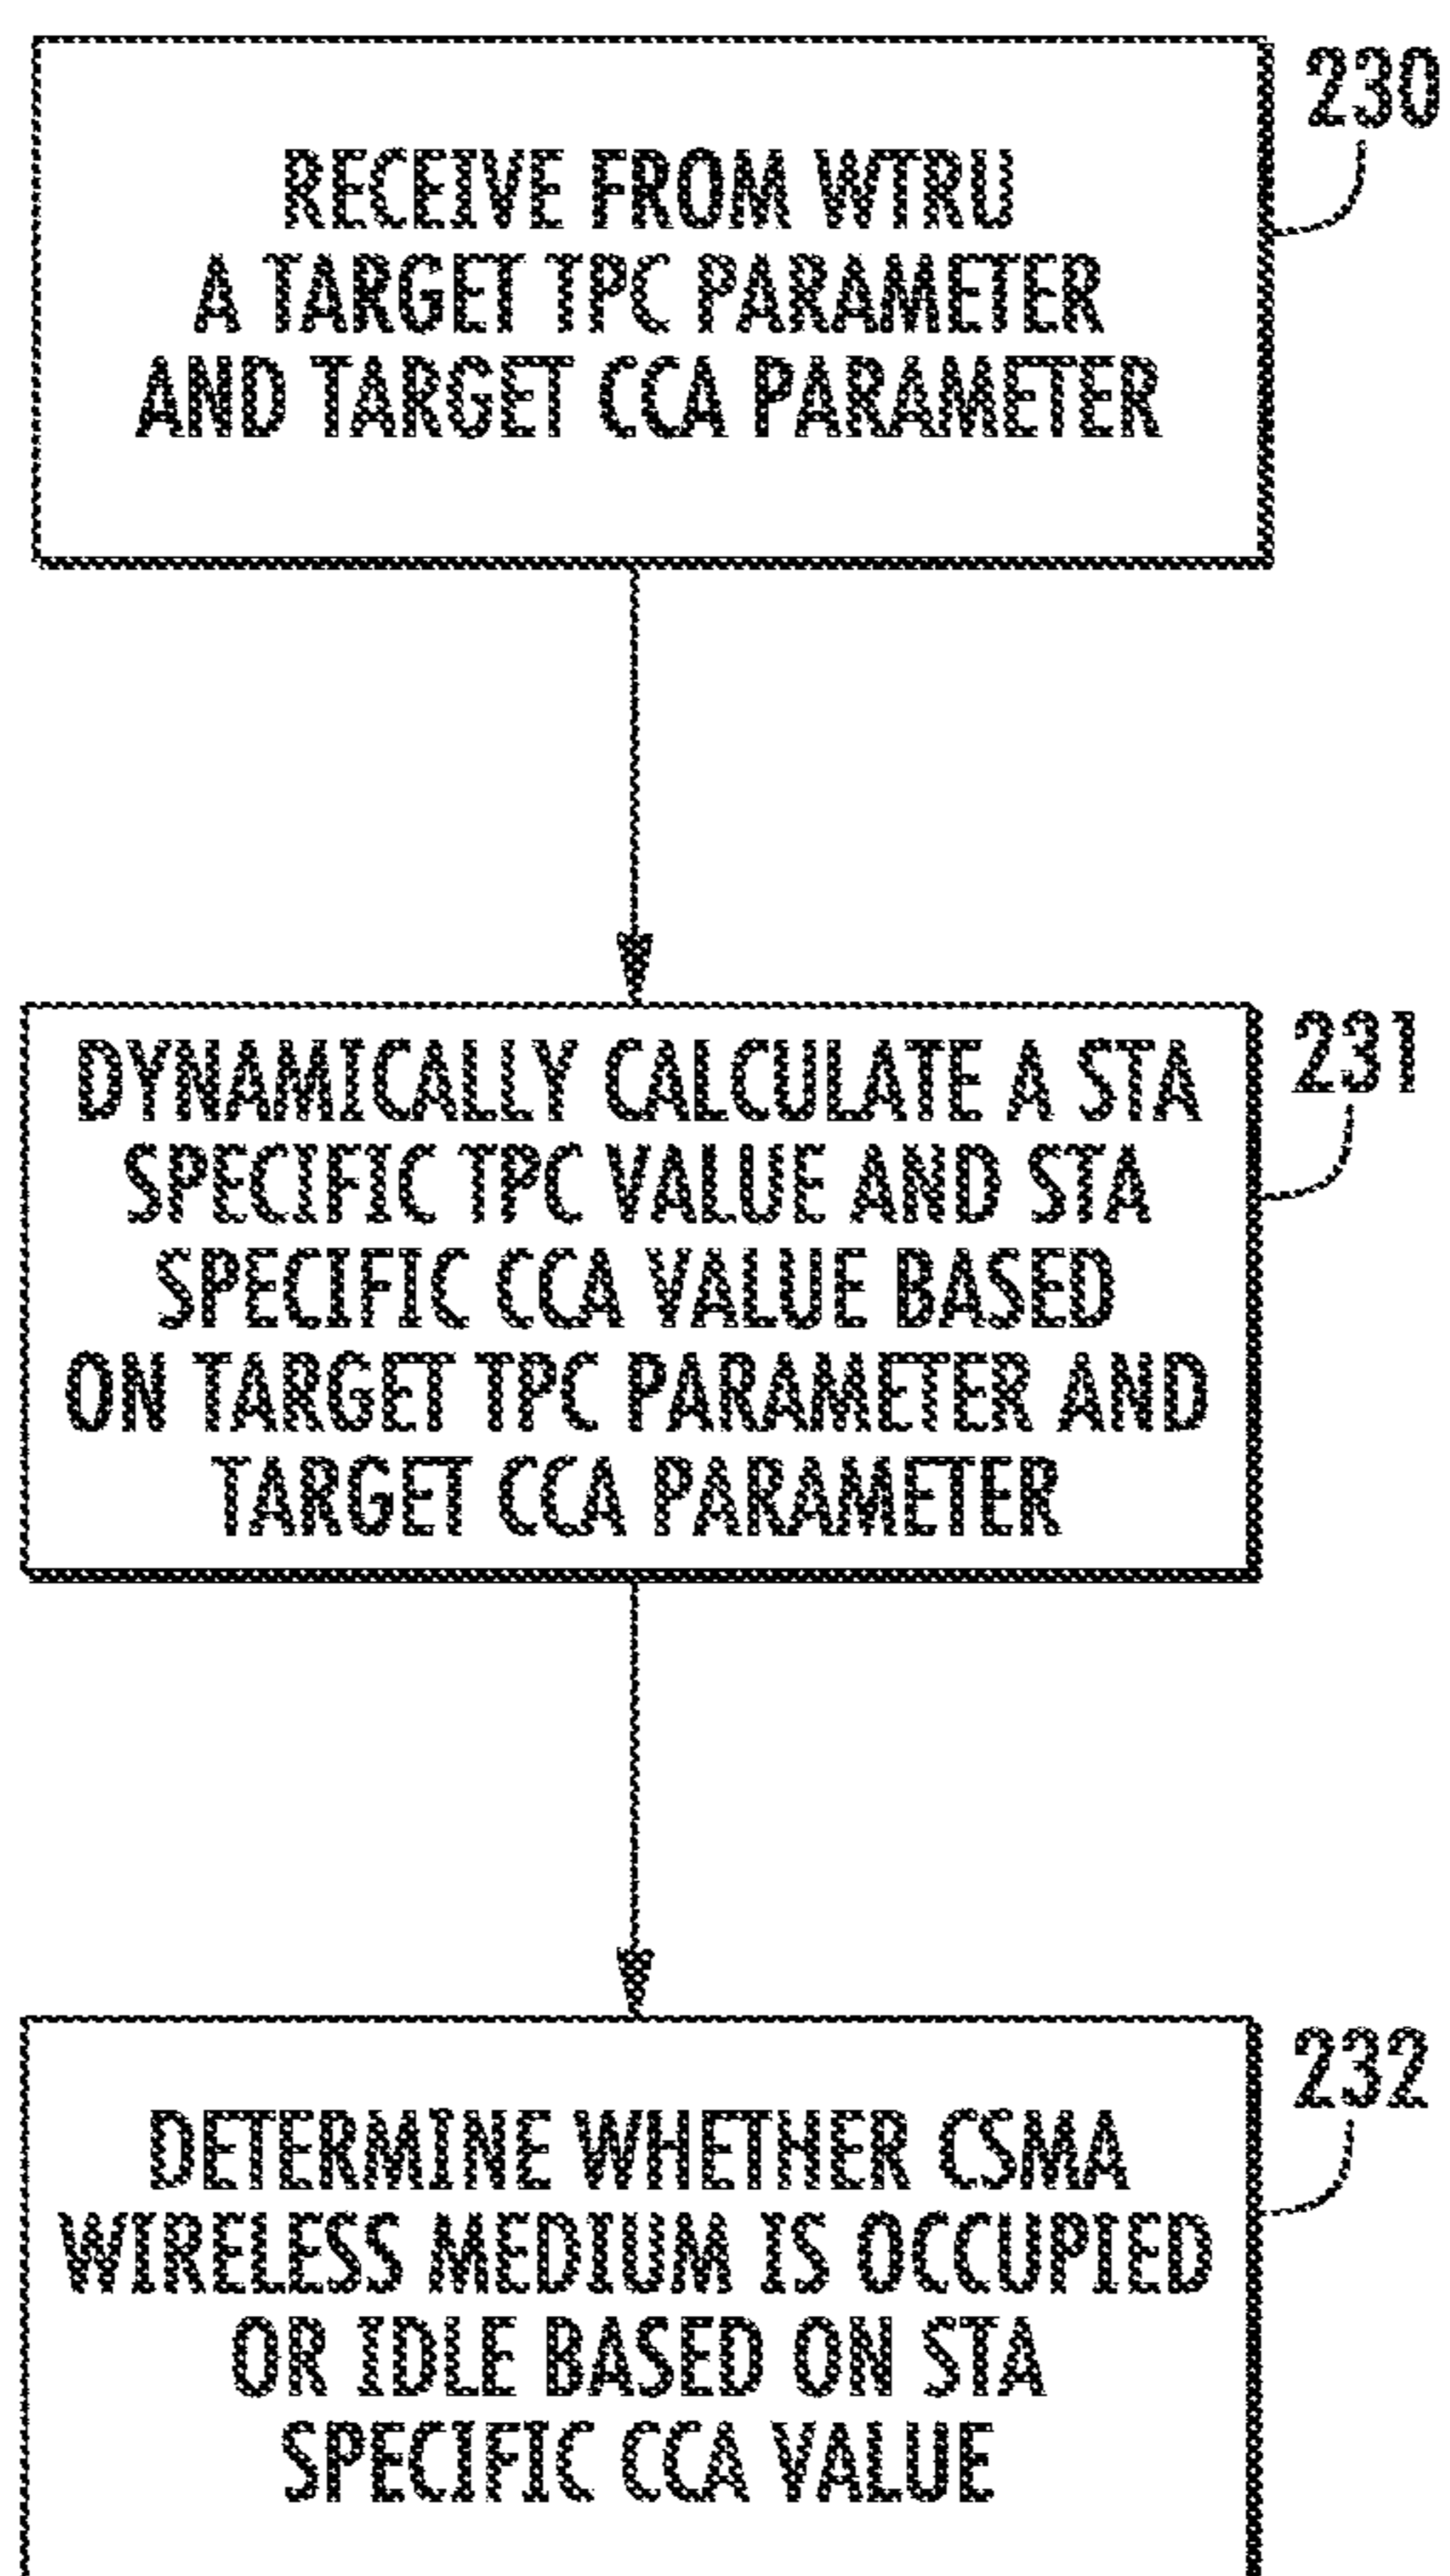 230
RECEIVE FROM WTRU
A TARGET TPC PARAMETER
AND TARGET CCA PARAMETER
231
DYNAMICALLY CALCULATE A STA
SPECIFIC TPC VALUE AND STA
SPECIFIC CCA VALUE BASED
ON TARGET TPC PARAMETER AND
TARGET CCA PARAMETER
232
DETERMINE WHETHER CSMA
WIRELESS MEDIUM IS OCCUPIED
OR IDLE BASED ON STA
SPECIFIC CCA VALUE